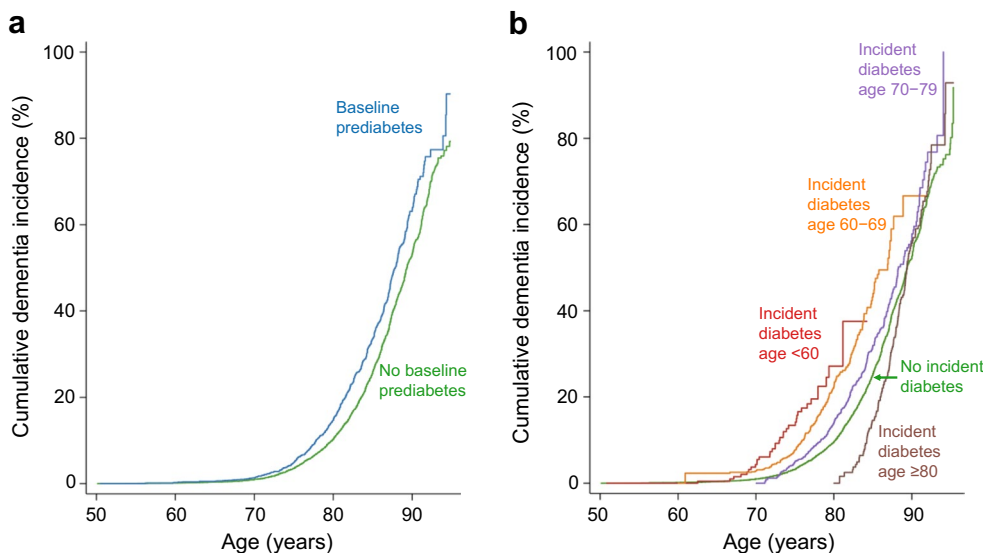 a
Cumulative dementia incidence (%)
100
80
60
40
20
0
50
60
70
80
90
Age (years)
Baseline
prediabetes
No baseline
prediabetes
b
Cumulative dementia incidence (%)
100
80
60
40
20
0
50
60
70
80
90
Age (years)
Incident
diabetes
age 70−79
Incident
diabetes
age 60−69
Incident
diabetes
age <60
No incident
diabetes
Incident
diabetes
age ≥80